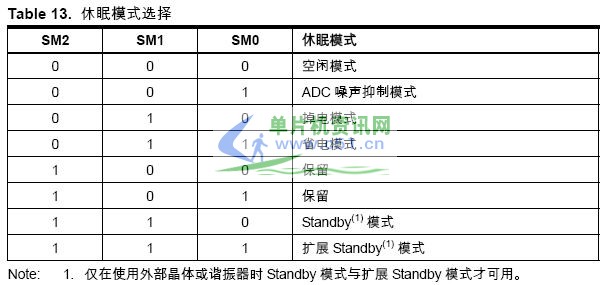 Table 13. 休眠模式选择
SM2 SM1 SM0 休眠模式
0 0 0 空闲模式
0 0 1 ADC 噪声抑制模式
0 1 0 掉电模式
0 1 1 省电模式
1 0 0 保留
1 0 1 保留
1 1 0 Standby(1) 模式
1 1 1 扩展 Standby(1) 模式
Note: 1. 仅在使用外部晶体或谐振器时 Standby 模式与扩展 Standby 模式才可用。
单片机资讯网